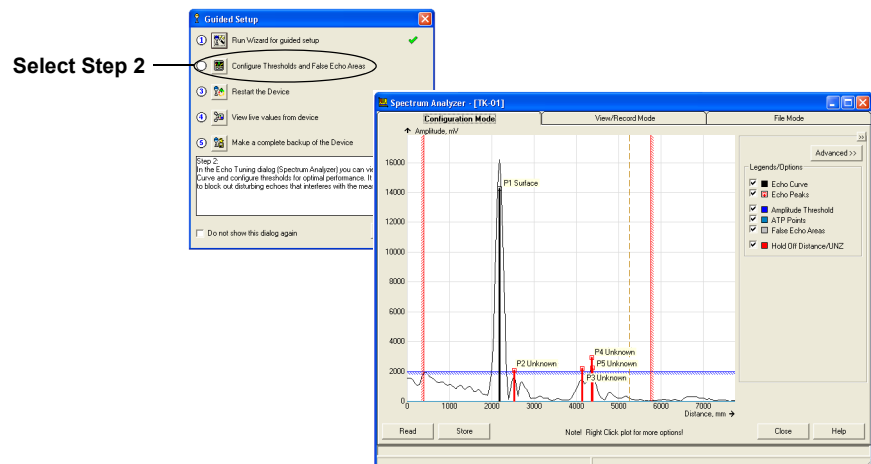 Select Step 2
Guided Setup
1 Run Wizard for guided setup
Configure Thresholds and False Echo Areas
3 Restart the Device
4 View live values from device
5 Make a complete backup of the Device
Step 2:
In the Echo Tuning dialog (Spectrum Analyzer) you can vie
Curve and configure thresholds for optimal performance. It
to block out disturbing echoes that interferes with the mea
Do not show this dialog again
Spectrum Analyzer - [TK-01]
Configuration Mode
View/Record Mode
File Mode
Amplitude, mV
16000
14000
12000
10000
8000
6000
4000
2000
0
P1 Surface
P2 Unknown
P4 Unknown
P5 Unknown
P3 Unknown
0 1000 2000 3000 4000 5000 6000 7000
Distance, mm
>>
Advanced >>
Legends/Options
Echo Curve
Echo Peaks
Amplitude Threshold
ATP Points
False Echo Areas
Hold Off Distance/UNZ
Read
Store
Note! Right Click plot for more options!
Close
Help